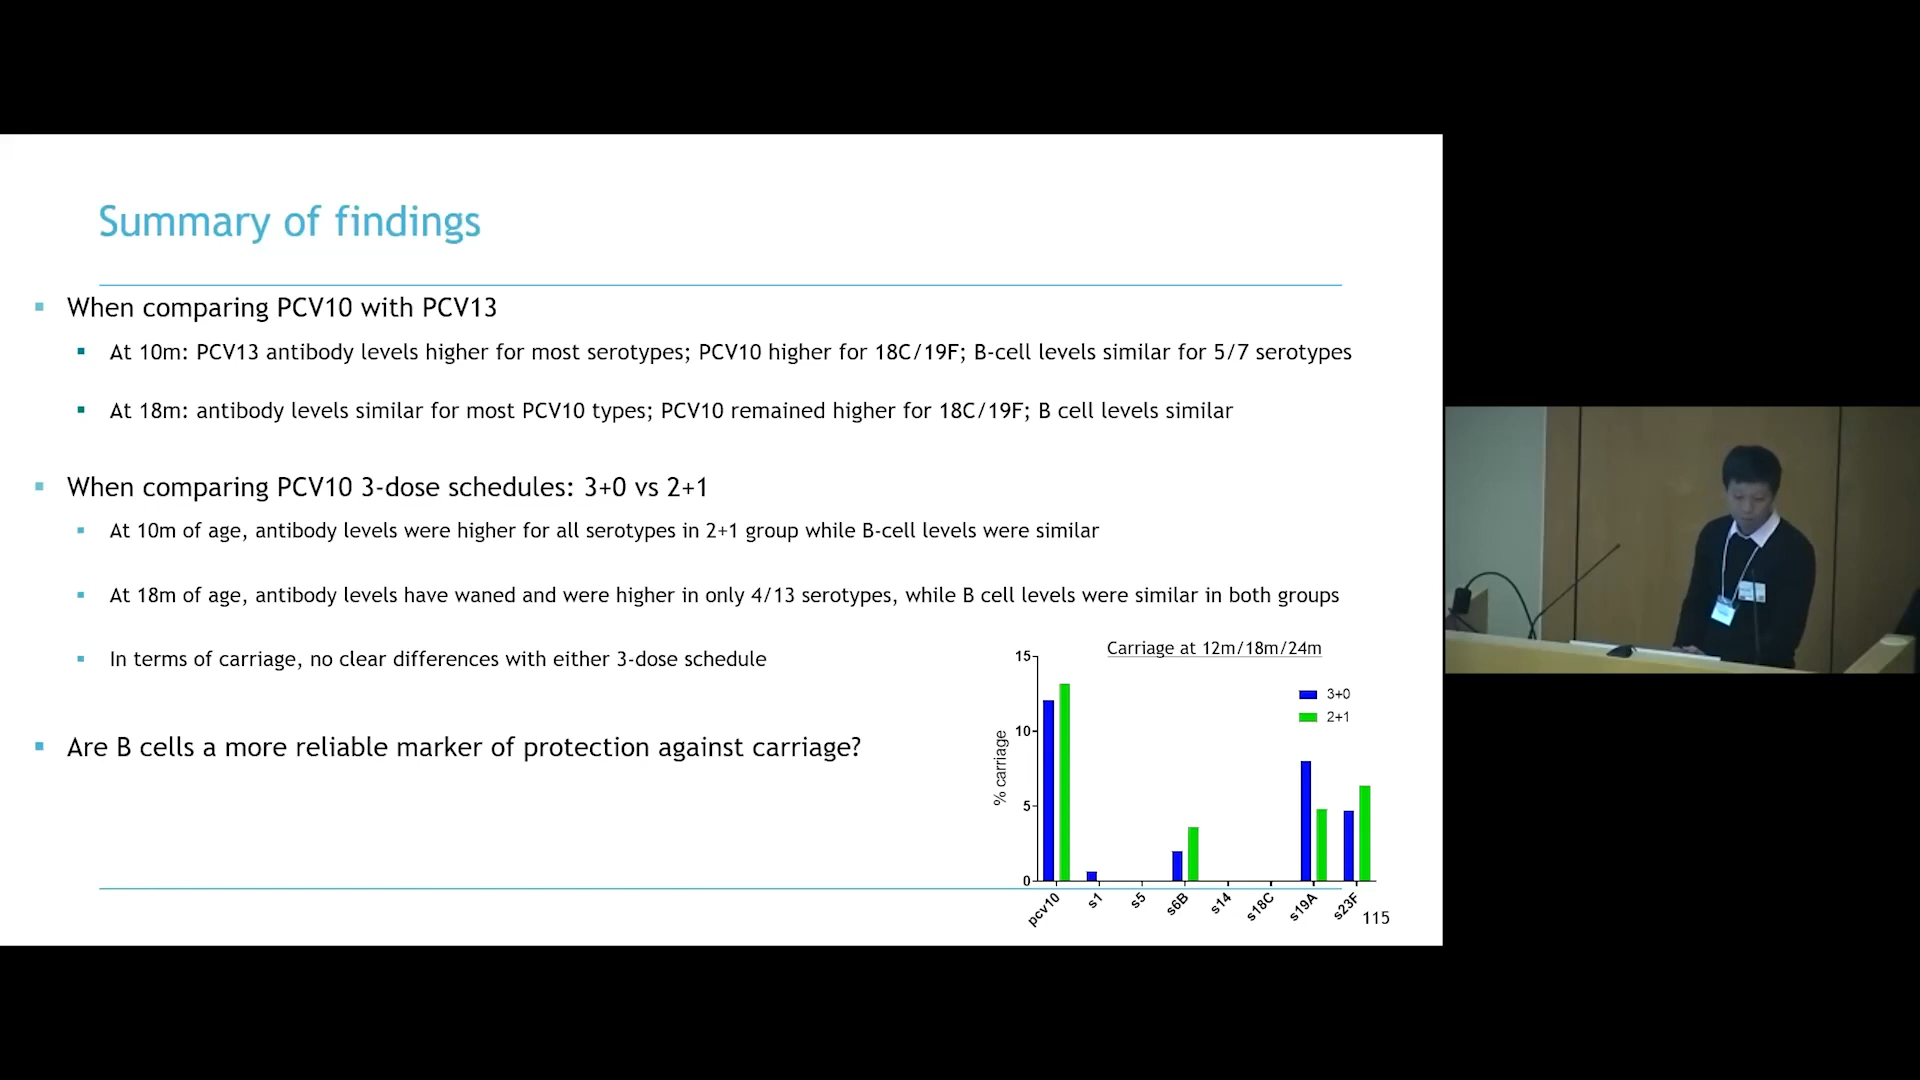 Summary of findings
When comparing PCV10 with PCV13
At 10m: PCV13 antibody levels higher for most serotypes; PCV10 higher for 18C/19F; B-cell levels similar for 5/7 serotypes
At 18m: antibody levels similar for most PCV10 types; PCV10 remained higher for 18C/19F; B cell levels similar
When comparing PCV10 3-dose schedules: 3+0 vs 2+1
At 10m of age, antibody levels were higher for all serotypes in 2+1 group while B-cell levels were similar
At 18m of age, antibody levels have waned and were higher in only 4/13 serotypes, while B cell levels were similar in both groups
In terms of carriage, no clear differences with either 3-dose schedule
Are B cells a more reliable marker of protection against carriage?
Carriage at 12m/18m/24m
% carriage
15
10
5
0
3+0
2+1
pcv10 s1 s5 s6B s14 s18C s19A s23F
115